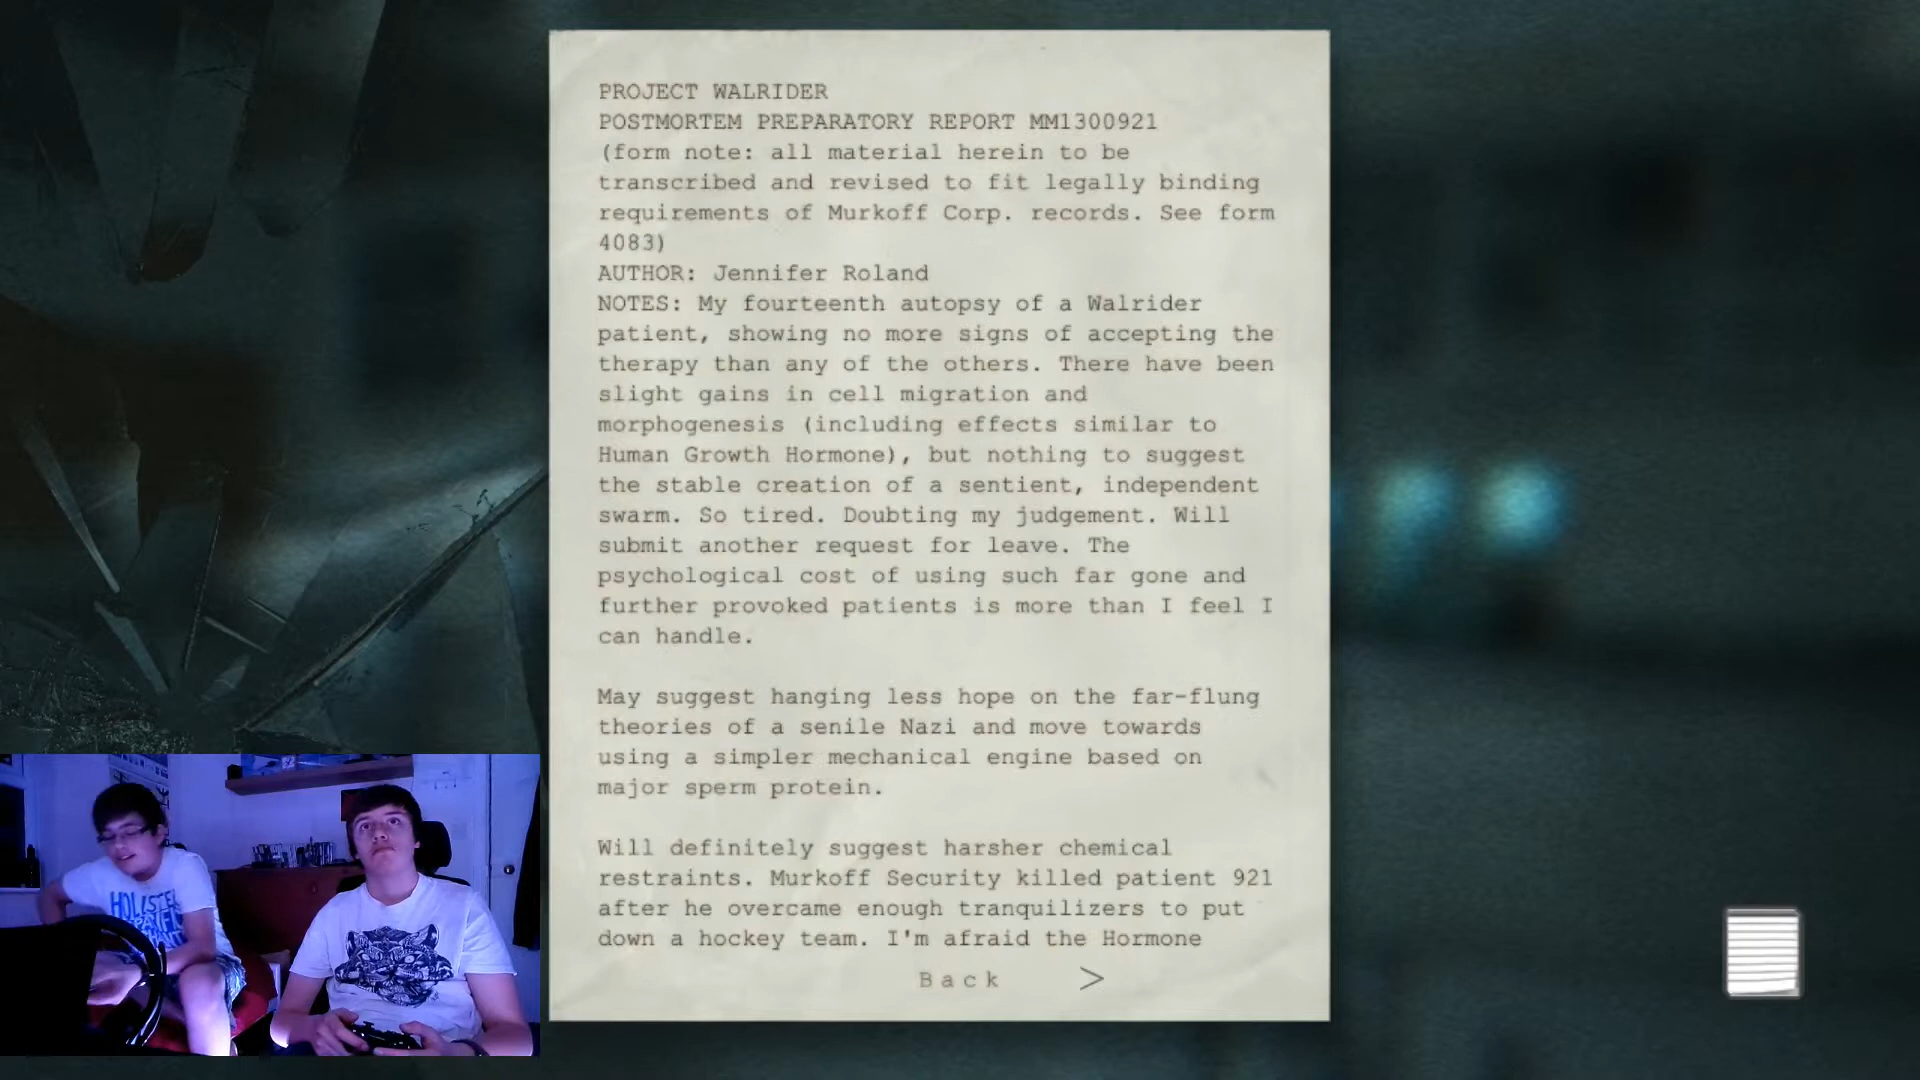 PROJECT WALRIDER
POSTMORTEM PREPARATORY REPORT MM1300921
(form note: all material herein to be
transcribed and revised to fit legally binding
requirements of Murkoff Corp. records. See form
4083)
AUTHOR: Jennifer Roland
NOTES: My fourteenth autopsy of a Walrider
patient, showing no more signs of accepting the
therapy than any of the others. There have been
slight gains in cell migration and
morphogenesis (including effects similar to
Human Growth Hormone), but nothing to suggest
the stable creation of a sentient, independent
swarm. So tired. Doubting my judgement. Will
submit another request for leave. The
psychological cost of using such far gone and
further provoked patients is more than I feel I
can handle.
May suggest hanging less hope on the far-flung
theories of a senile Nazi and move towards
using a simpler mechanical engine based on
major sperm protein.
Will definitely suggest harsher chemical
restraints. Murkoff Security killed patient 921
after he overcame enough tranquilizers to put
down a hockey team. I'm afraid the Hormone
Back >
HOLLISTER